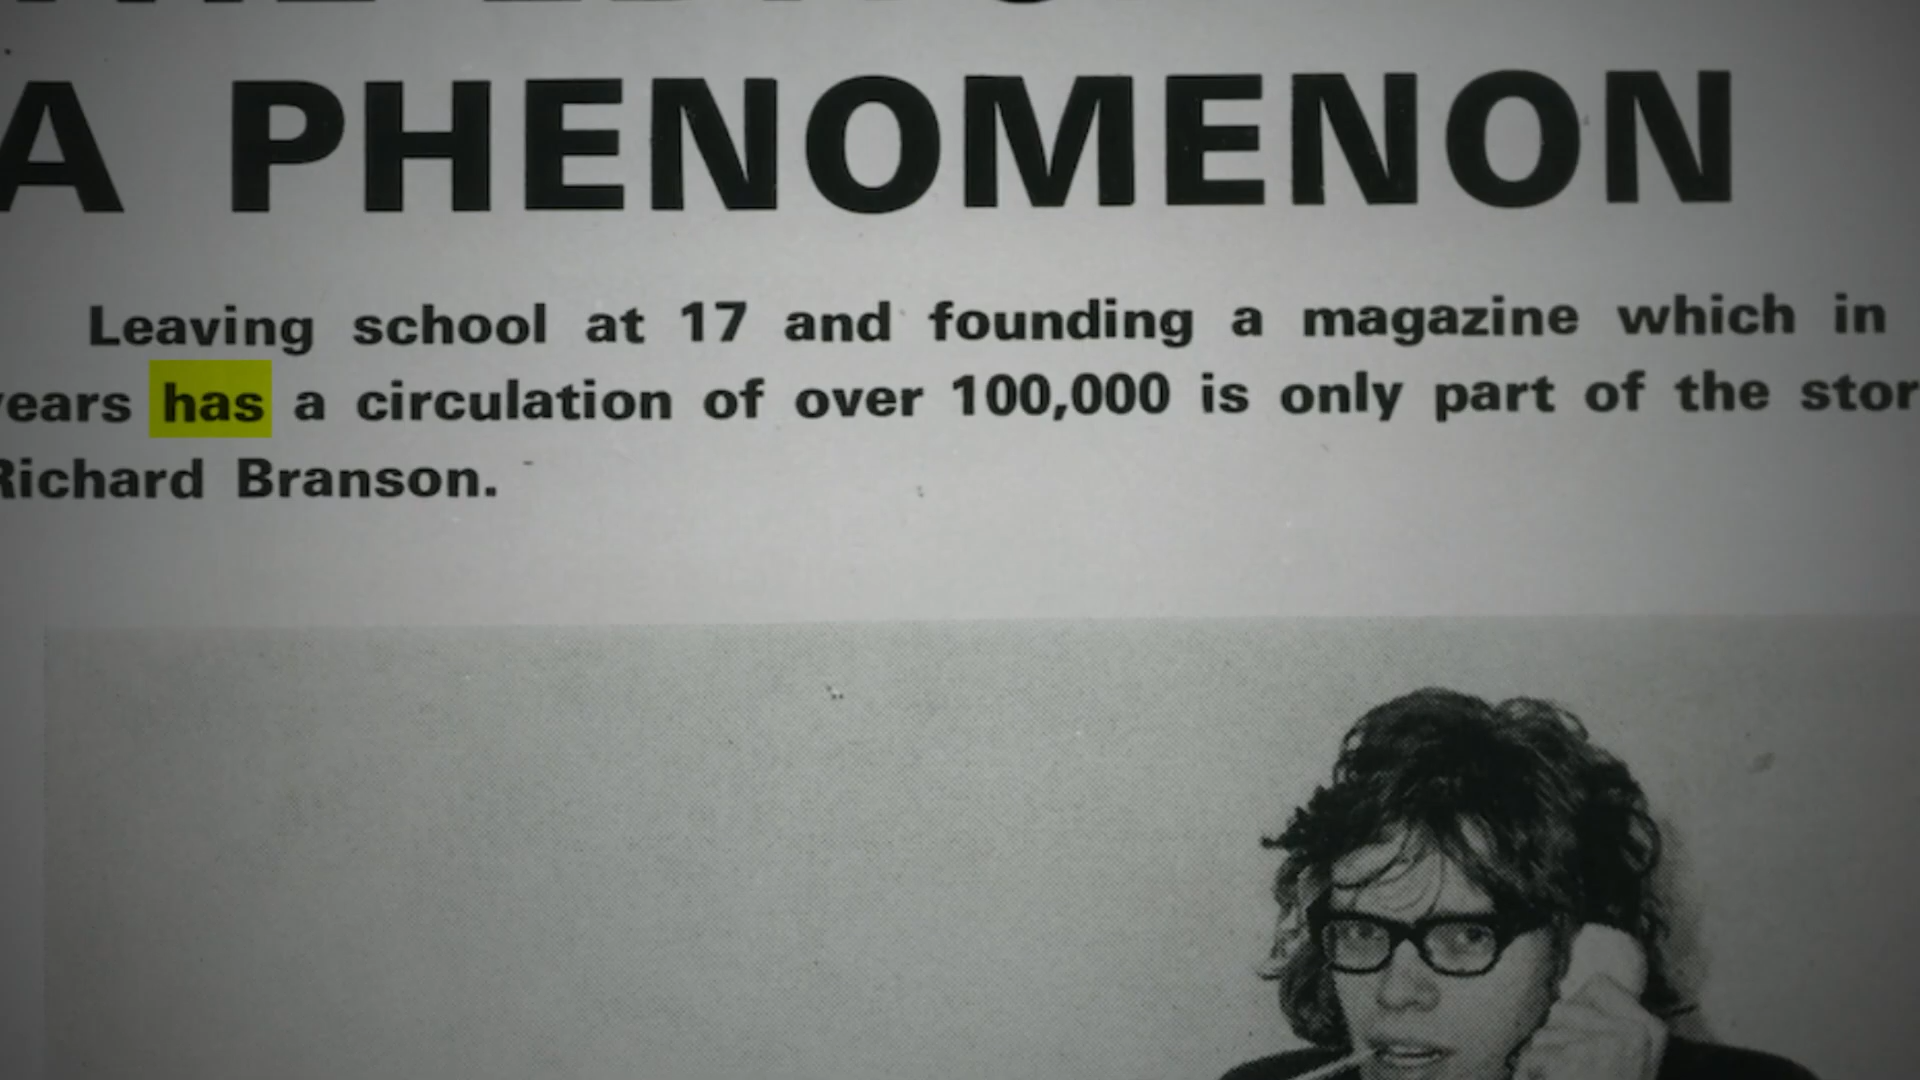 A PHENOMENON
Leaving school at 17 and founding a magazine which in
has a circulation of over 100,000 is only part of the
Richard Branson.